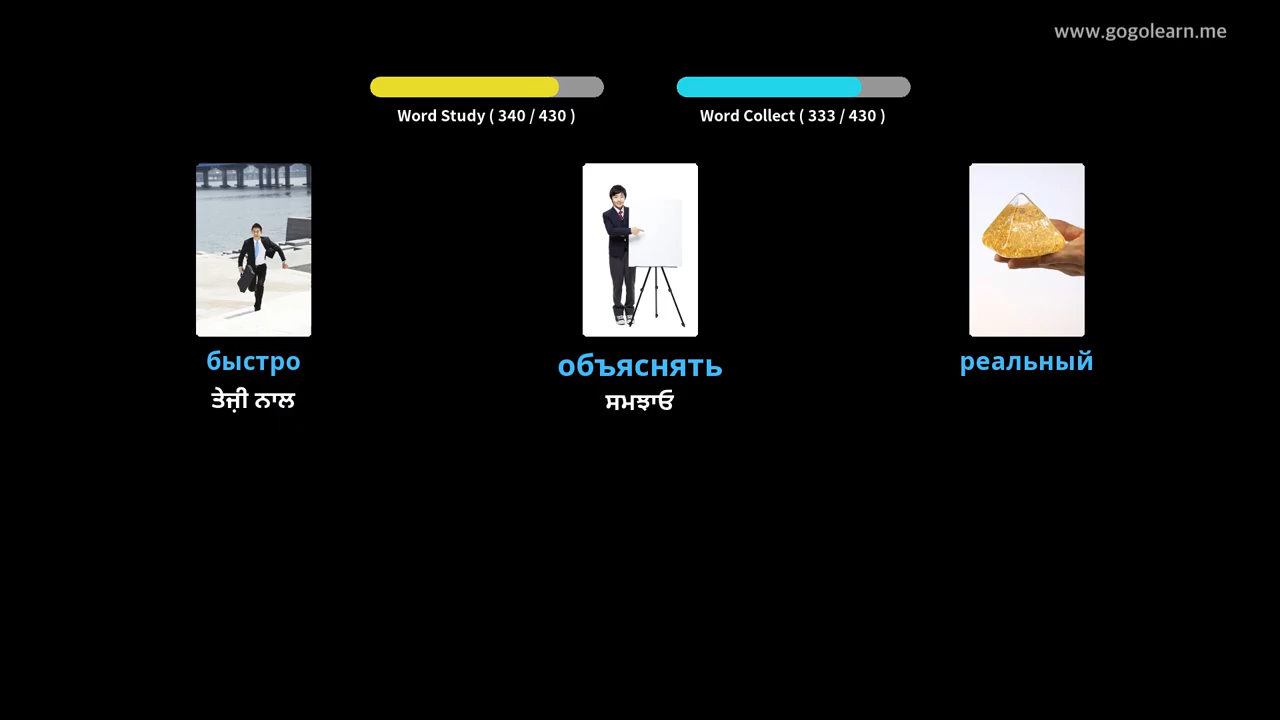 www.gogolearn.me
Word Study ( 340 / 430 )
Word Collect ( 333 / 430 )
быстро
ਤੇਜ਼ੀ ਨਾਲ
объяснять
ਸਮਝਾਓ
реальный